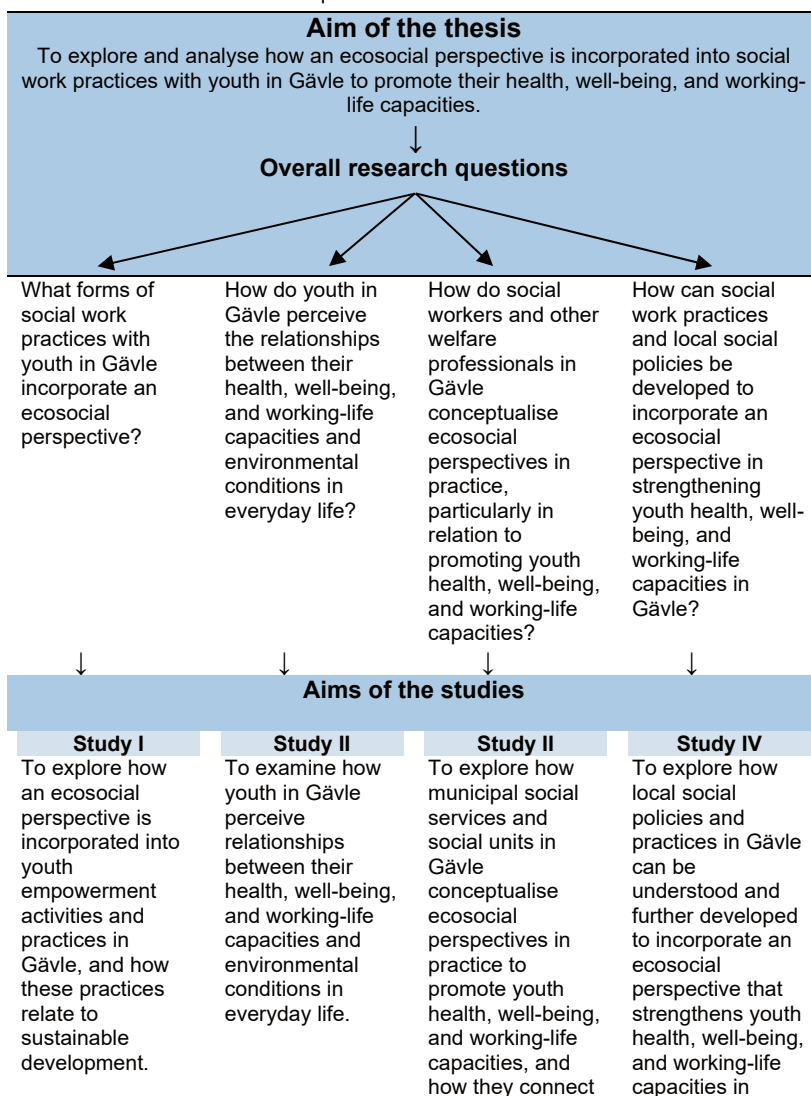 Aim of the thesis
To explore and analyse how an ecosocial perspective is incorporated into social
work practices with youth in Gävle to promote their health, well-being, and working-
life capacities.
↓
Overall research questions
What forms of
social work
practices with
youth in Gävle
incorporate an
ecosocial
perspective?
How do youth in
Gävle perceive
the relationships
between their
health, well-being,
and working-life
capacities and
environmental
conditions in
everyday life?
How do social
workers and other
welfare
professionals in
Gävle
conceptualise
ecosocial
perspectives in
practice,
particularly in
relation to
promoting youth
health, well-being,
and working-life
capacities?
How can social
work practices
and local social
policies be
developed to
incorporate an
ecosocial
perspective in
strengthening
youth health, well-
being, and
working-life
capacities in
Gävle?
↓ ↓ ↓ ↓
Aims of the studies
Study I
To explore how
an ecosocial
perspective is
incorporated into
youth
empowerment
activities and
practices in
Gävle, and how
these practices
relate to
sustainable
development.
Study II
To examine how
youth in Gävle
perceive
relationships
between their
health, well-being,
and working-life
capacities and
environmental
conditions in
everyday life.
Study II
To explore how
municipal social
services and
social units in
Gävle
conceptualise
ecosocial
perspectives in
practice to
promote youth
health, well-being,
and working-life
capacities, and
how they connect
Study IV
To explore how
local social
policies and
practices in Gävle
can be
understood and
further developed
to incorporate an
ecosocial
perspective that
strengthens youth
health, well-being,
and working-life
capacities in